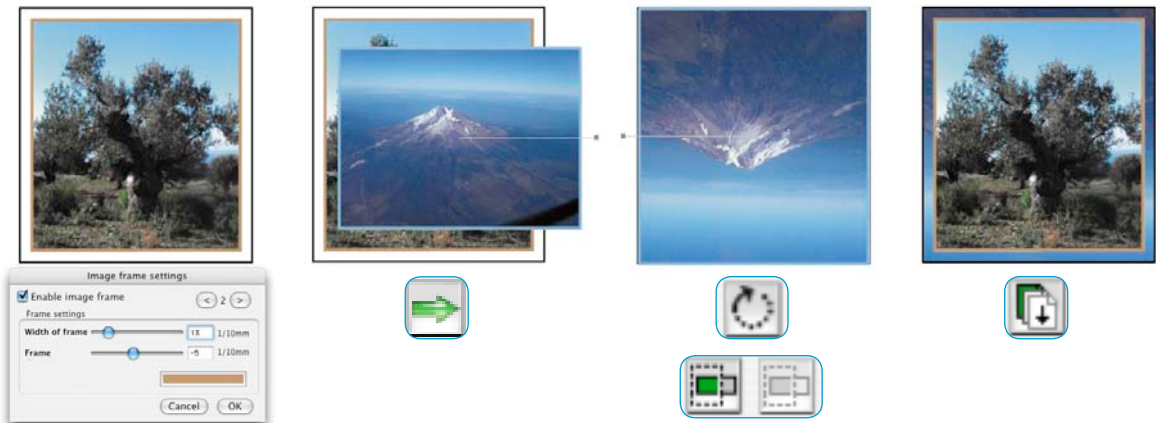 Image frame settings
Enable image frame
< 2 >
Frame settings
Width of frame 1/10mm
Frame -5 1/10mm
Cancel OK